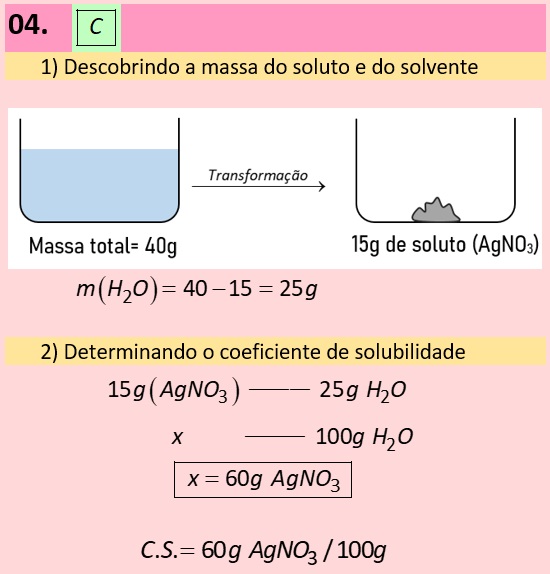 04. C
1) Descobrindo a massa do soluto e do solvente
Transformação
Massa total= 40g
15g de soluto (AgNO₃)
m(H₂O) = 40 – 15 = 25g
2) Determinando o coeficiente de solubilidade
15g(AgNO₃) —— 25g H₂O
x —— 100g H₂O
x = 60g AgNO₃
C.S.= 60g AgNO₃ / 100g